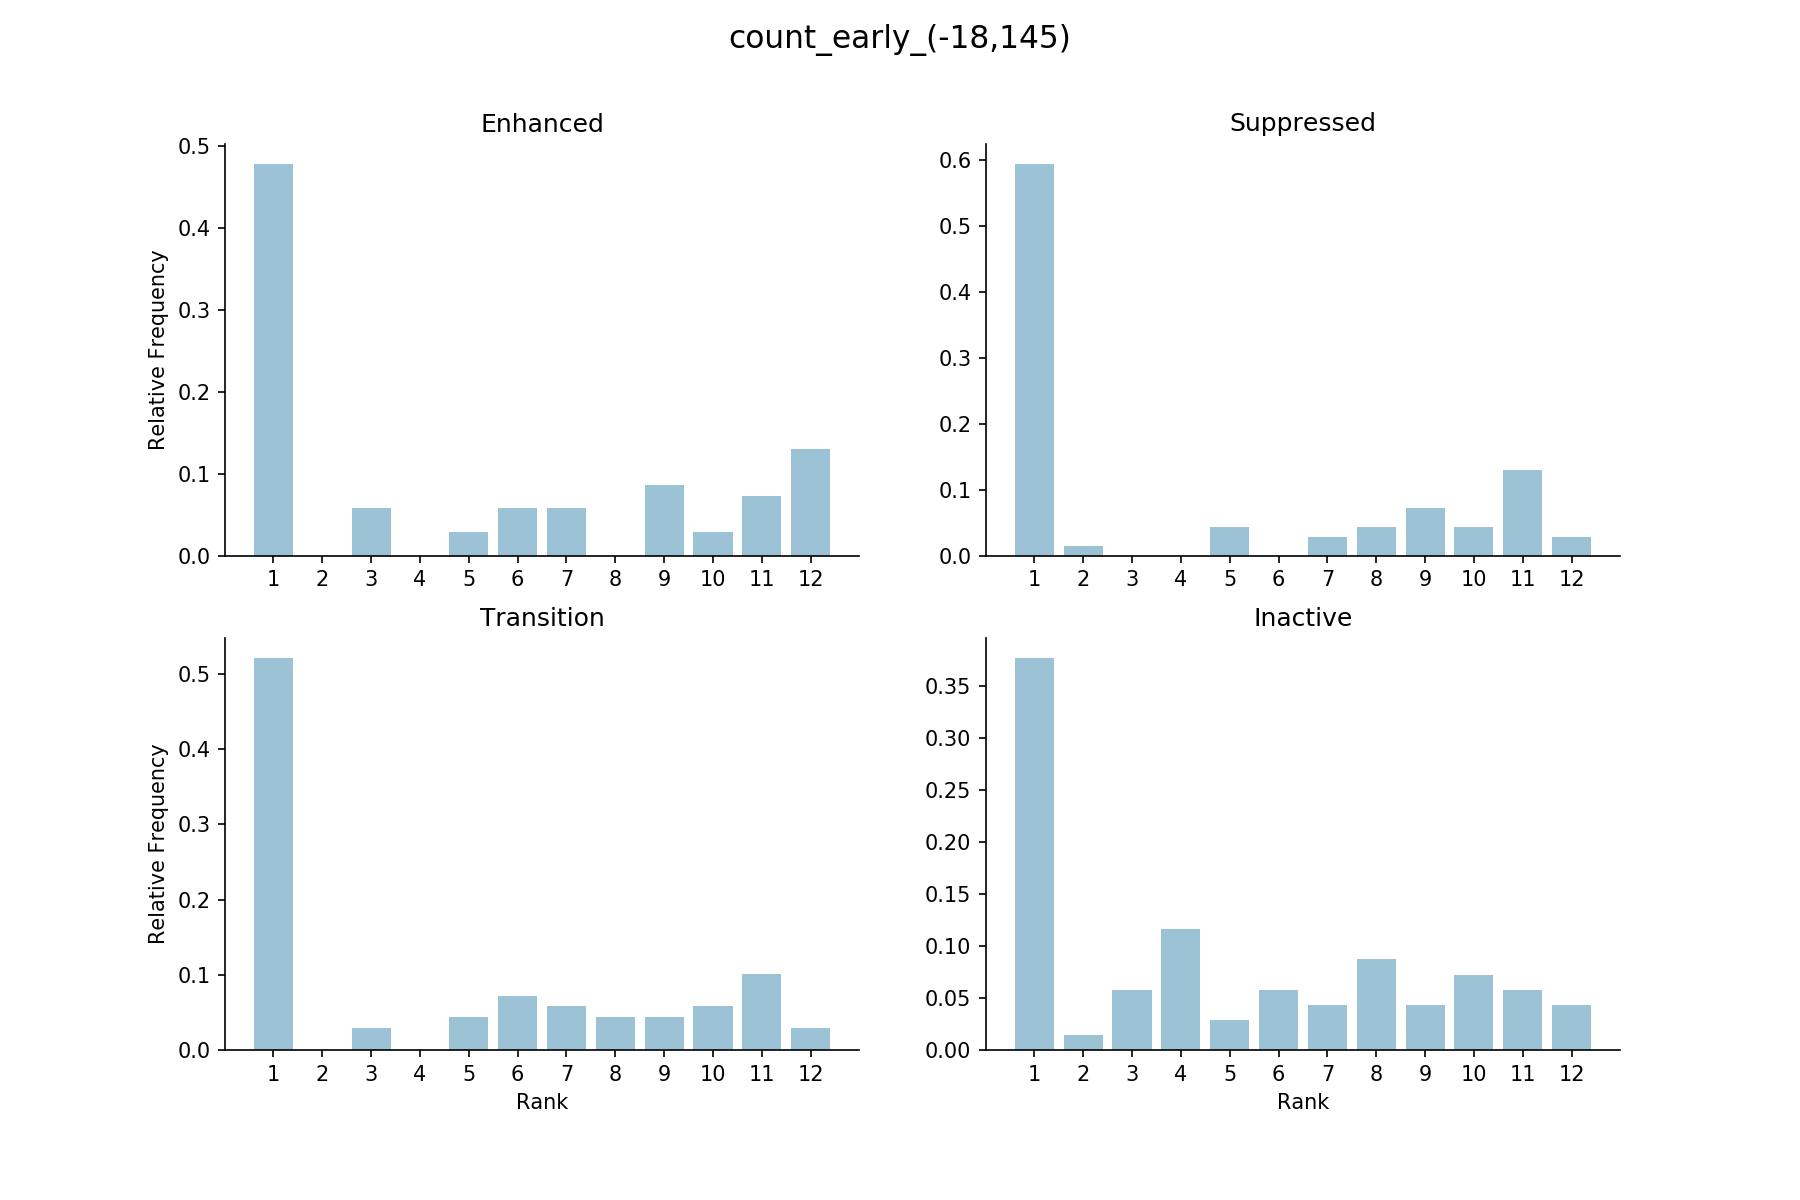 count_early_(-18,145)
Enhanced
Relative Frequency
0.5
0.4
0.3
0.2
0.1
0.0
1 2 3 4 5 6 7 8 9 10 11 12
Suppressed
0.6
0.5
0.4
0.3
0.2
0.1
0.0
1 2 3 4 5 6 7 8 9 10 11 12
Transition
Relative Frequency
0.5
0.4
0.3
0.2
0.1
0.0
1 2 3 4 5 6 7 8 9 10 11 12
Rank
Inactive
0.35
0.30
0.25
0.20
0.15
0.10
0.05
0.00
1 2 3 4 5 6 7 8 9 10 11 12
Rank